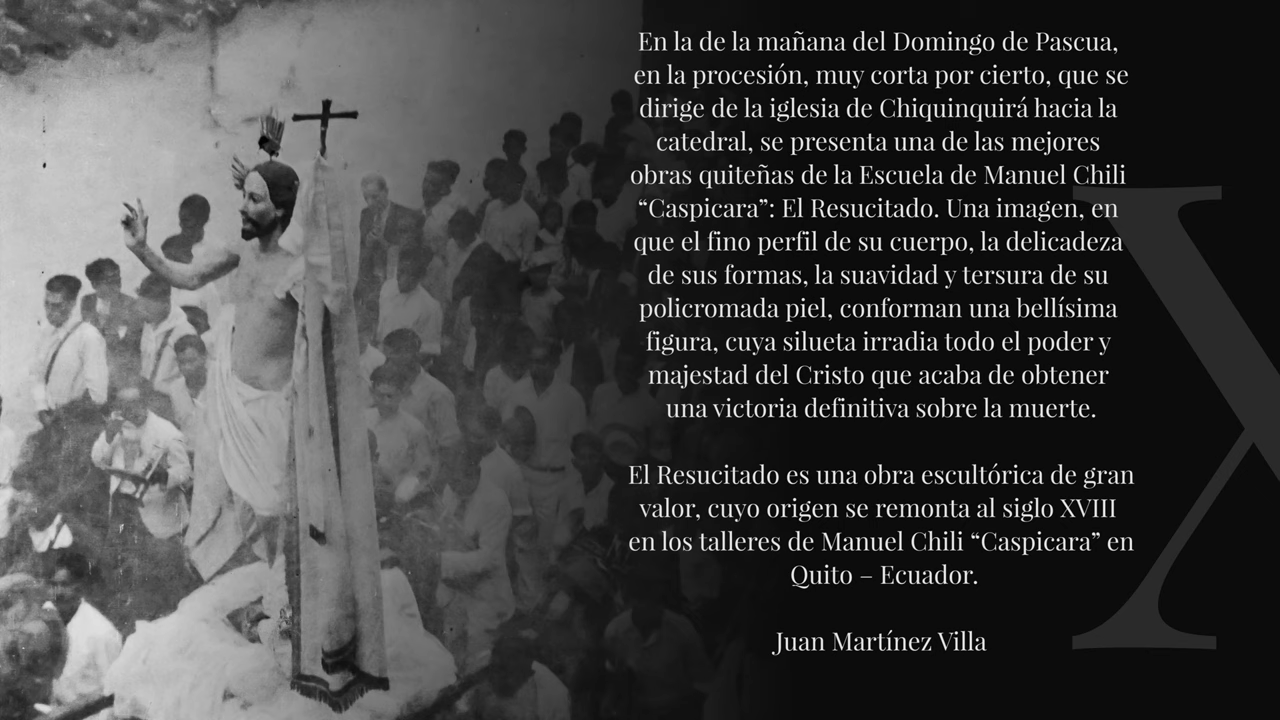 En la de la mañana del Domingo de Pascua,
en la procesión, muy corta por cierto, que se
dirige de la iglesia de Chiquinquirá hacia la
catedral, se presenta una de las mejores
obras quiteñas de la Escuela de Manuel Chili
“Caspicara”: El Resucitado. Una imagen, en
que el fino perfil de su cuerpo, la delicadeza
de sus formas, la suavidad y tersura de su
policromada piel, conforman una bellísima
figura, cuya silueta irradia todo el poder y
majestad del Cristo que acaba de obtener
una victoria definitiva sobre la muerte.
El Resucitado es una obra escultórica de gran
valor, cuyo origen se remonta al siglo XVIII
en los talleres de Manuel Chili “Caspicara” en
Quito – Ecuador.
Juan Martínez Villa
X